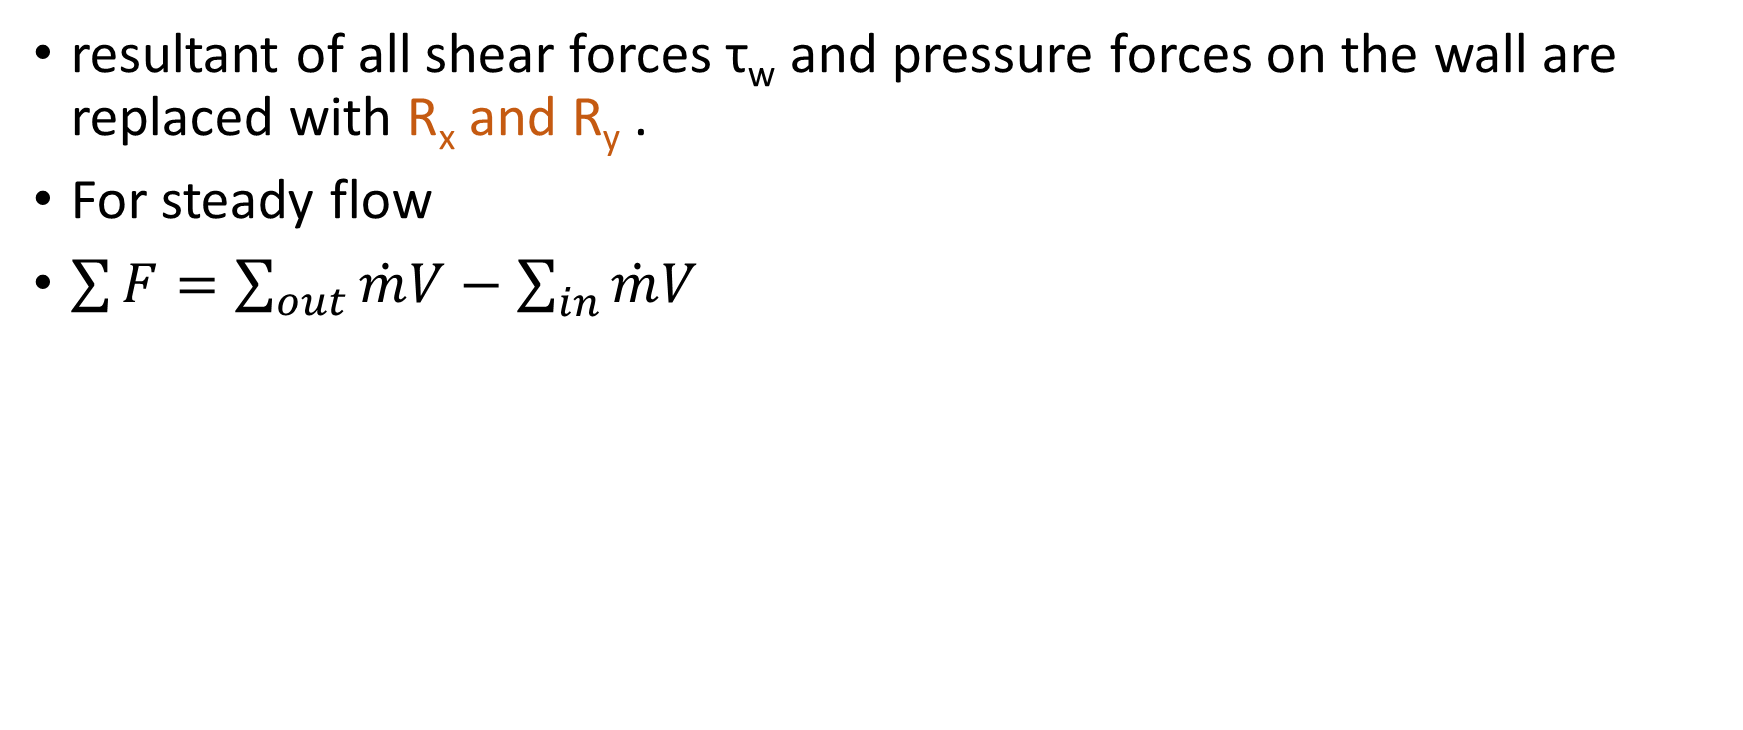 • resultant of all shear forces τw and pressure forces on the wall are
replaced with Rx and Ry .
• For steady flow
• ∑ F = ∑out ṁV − ∑in ṁV